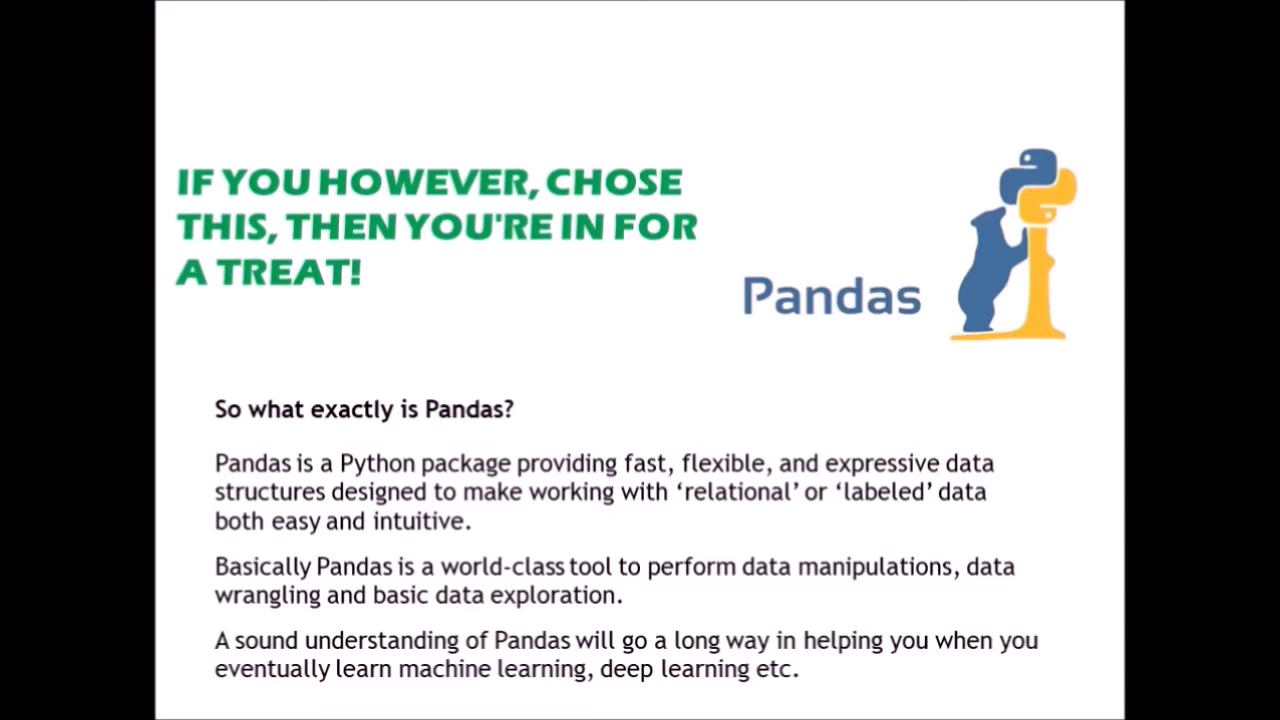 IF YOU HOWEVER, CHOSE
THIS, THEN YOU'RE IN FOR
A TREAT!
Pandas
So what exactly is Pandas?
Pandas is a Python package providing fast, flexible, and expressive data
structures designed to make working with ‘relational’ or ‘labeled’ data
both easy and intuitive.
Basically Pandas is a world-class tool to perform data manipulations, data
wrangling and basic data exploration.
A sound understanding of Pandas will go a long way in helping you when you
eventually learn machine learning, deep learning etc.